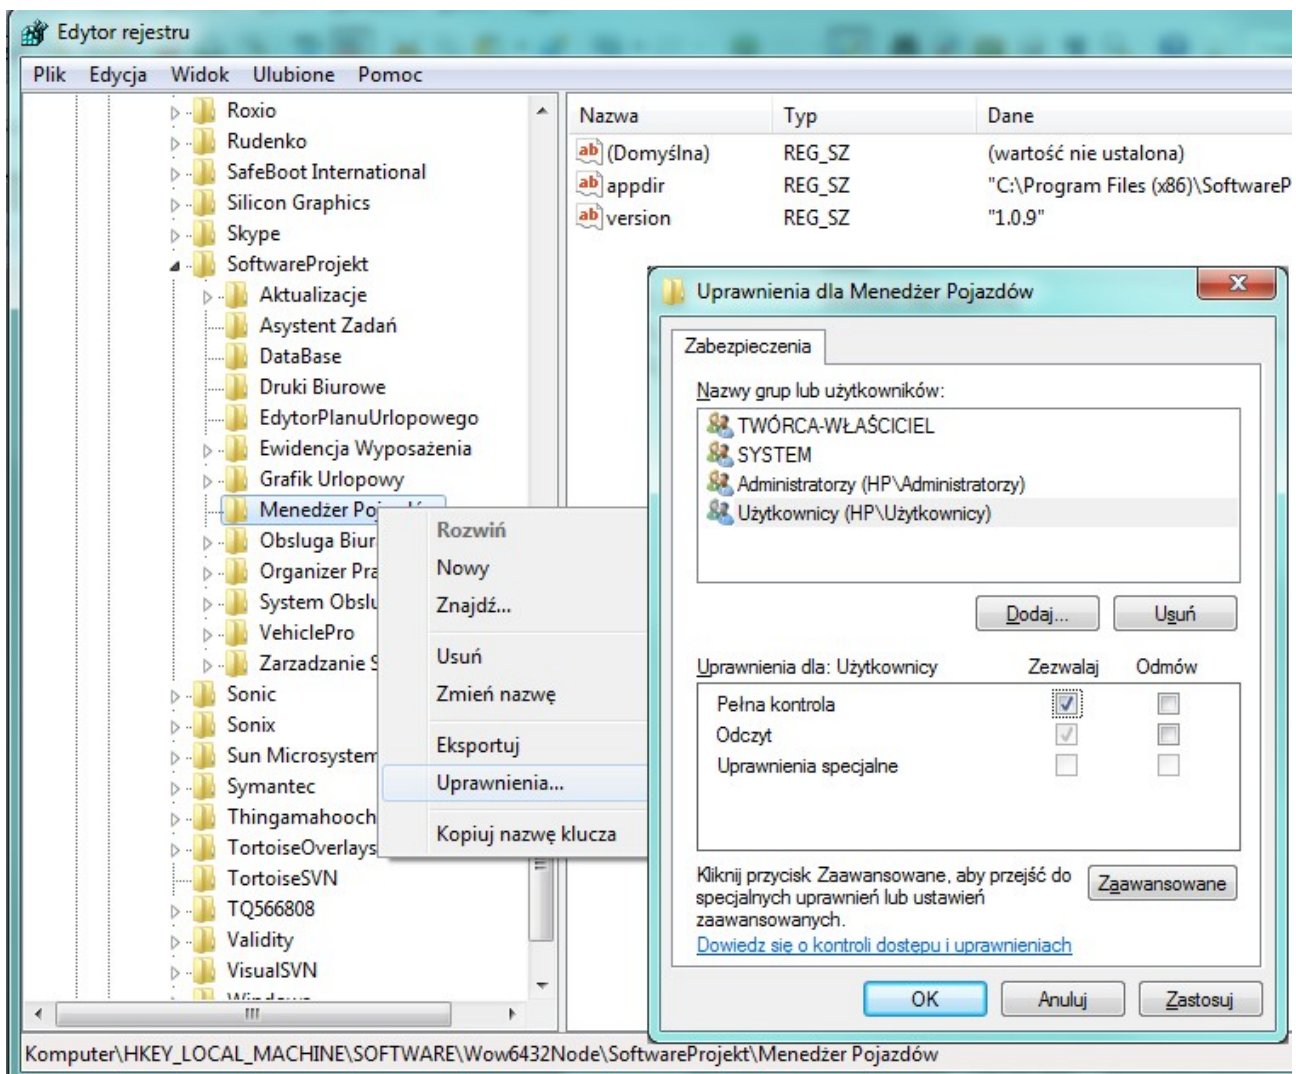 Edytor rejestru
Plik Edycja Widok Ulubione Pomoc
Roxio
Rudenko
SafeBoot International
Silicon Graphics
Skype
SoftwareProjekt
Aktualizacje
Asystent Zadań
DataBase
Druki Biurowe
EdytorPlanuUrlopowego
Ewidencja Wyposażenia
Grafik Urlopowy
Menedżer
Obsluga
Organizer
System
VehiclePro
Zarzadzanie
Sonic
Sonix
Sun
Symantec
TortoiseOverlays
TortoiseSVN
TQ566808
Validity
VisualSVN
Nazwa Typ Dane
(Domyślna) REG_SZ (wartość nie ustalona)
appdir REG_SZ "C:\Program Files (x86)\SoftwareP
version REG_SZ "1.0.9"
Rozwiń
Nowy
Znajdź...
Usuń
Zmień nazwę
Eksportuj
Uprawnienia...
Kopiuj nazwę klucza
Uprawnienia dla Menedżer Pojazdów
Zabezpieczenia
Nazwy grup lub użytkowników:
TWÓRCA-WŁAŚCICIEL
SYSTEM
Administratorzy (HP\Administratorzy)
Użytkownicy (HP\Użytkownicy)
Dodaj... Usuń
Uprawnienia dla: Użytkownicy Zezwalaj Odmów
Pełna kontrola
Odczyt
Uprawnienia specjalne
Kliknij przycisk Zaawansowane, aby przejść do
specjalnych uprawnień lub ustawień
zaawansowanych.
Zaawansowane
Dowiedz się o kontroli dostępu i uprawnieniach
OK Anuluj Zastosuj
Komputer\HKEY_LOCAL_MACHINE\SOFTWARE\Wow6432Node\SoftwareProjekt\Menedżer Pojazdów